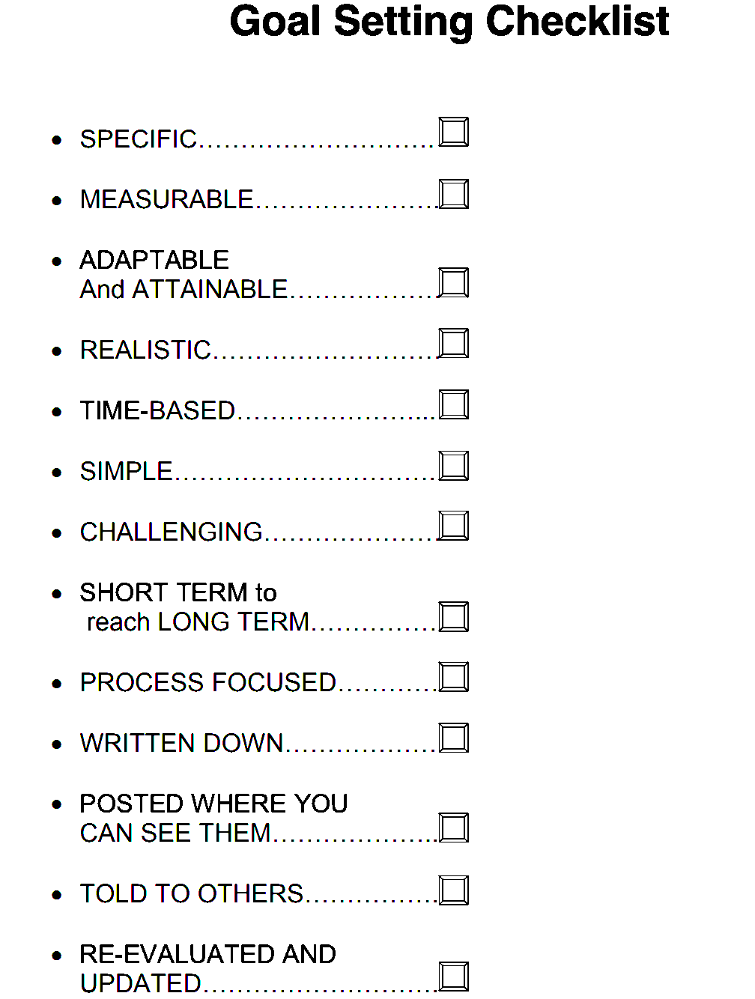 Goal Setting Checklist
• SPECIFIC……………………….
• MEASURABLE………………….
• ADAPTABLE
And ATTAINABLE………………
• REALISTIC………………………
• TIME-BASED…………………...
• SIMPLE………………………….
• CHALLENGING…………………
• SHORT TERM to
reach LONG TERM……………
• PROCESS FOCUSED…………
• WRITTEN DOWN………………
• POSTED WHERE YOU
CAN SEE THEM………………..
• TOLD TO OTHERS……………
• RE-EVALUATED AND
UPDATED………………………